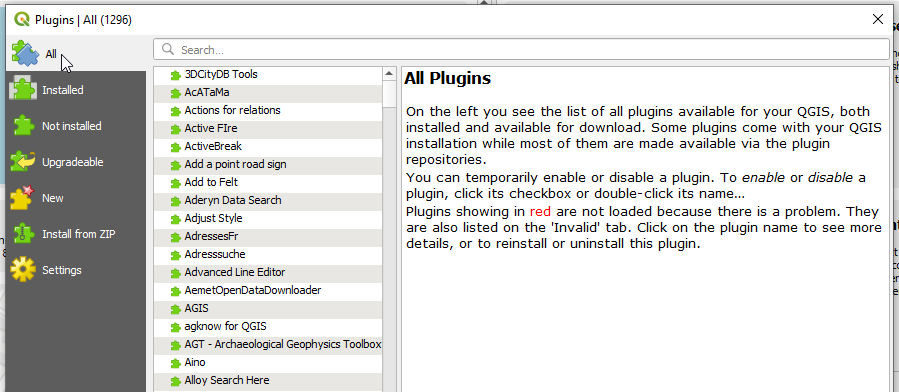 Plugins | All (1296)
All
Installed
Not installed
Upgradeable
New
Install from ZIP
Settings
Search...
3DCityDB Tools
AcATaMa
Actions for relations
Active FIre
ActiveBreak
Add a point road sign
Add to Felt
Aderyn Data Search
Adjust Style
AdressesFr
Adresssuche
Advanced Line Editor
AemetOpenDataDownloader
AGIS
agknow for QGIS
AGT - Archaeological Geophysics Toolbox
Aino
Alloy Search Here
All Plugins
On the left you see the list of all plugins available for your QGIS, both
installed and available for download. Some plugins come with your QGIS
installation while most of them are made available via the plugin
repositories.
You can temporarily enable or disable a plugin. To enable or disable a
plugin, click its checkbox or double-click its name...
Plugins showing in red are not loaded because there is a problem. They
are also listed on the 'Invalid' tab. Click on the plugin name to see more
details, or to reinstall or uninstall this plugin.